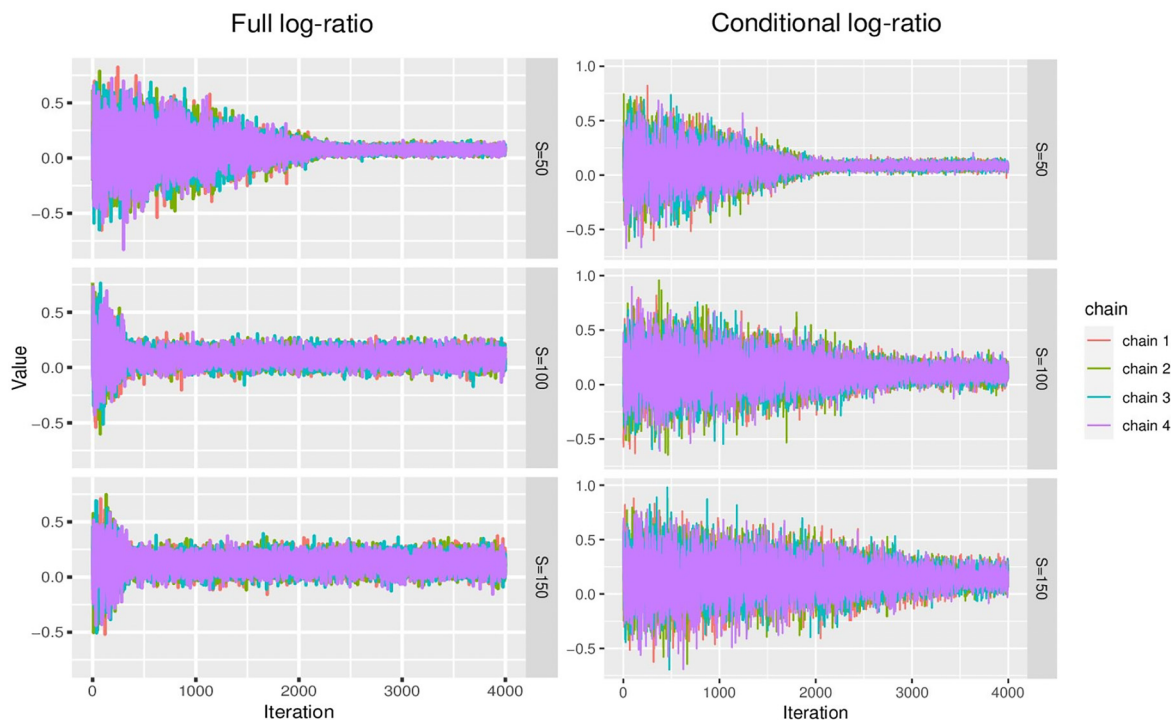 Full log-ratio
Conditional log-ratio
Value
0.5
0.0
−0.5
S=50
0.5
0.0
−0.5
S=100
0.5
0.0
−0.5
S=150
0 1000 2000 3000 4000
Iteration
1.0
0.5
0.0
−0.5
S=50
1.0
0.5
0.0
−0.5
S=100
1.0
0.5
0.0
−0.5
S=150
0 1000 2000 3000 4000
Iteration
chain
chain 1
chain 2
chain 3
chain 4